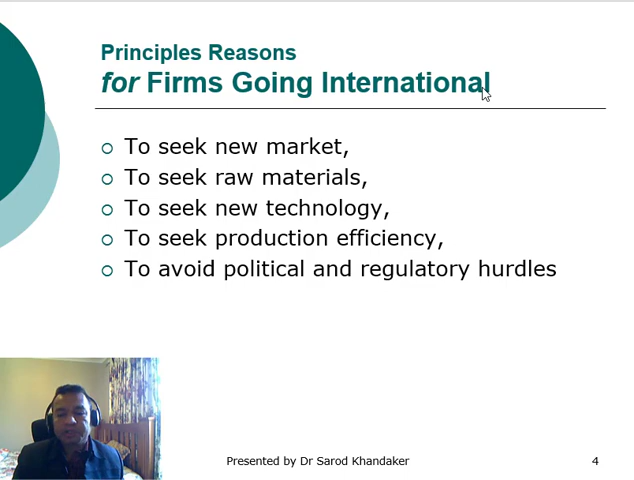 Principles Reasons
for Firms Going International
To seek new market,
To seek raw materials,
To seek new technology,
To seek production efficiency,
To avoid political and regulatory hurdles
Presented by Dr Sarod Khandaker
4